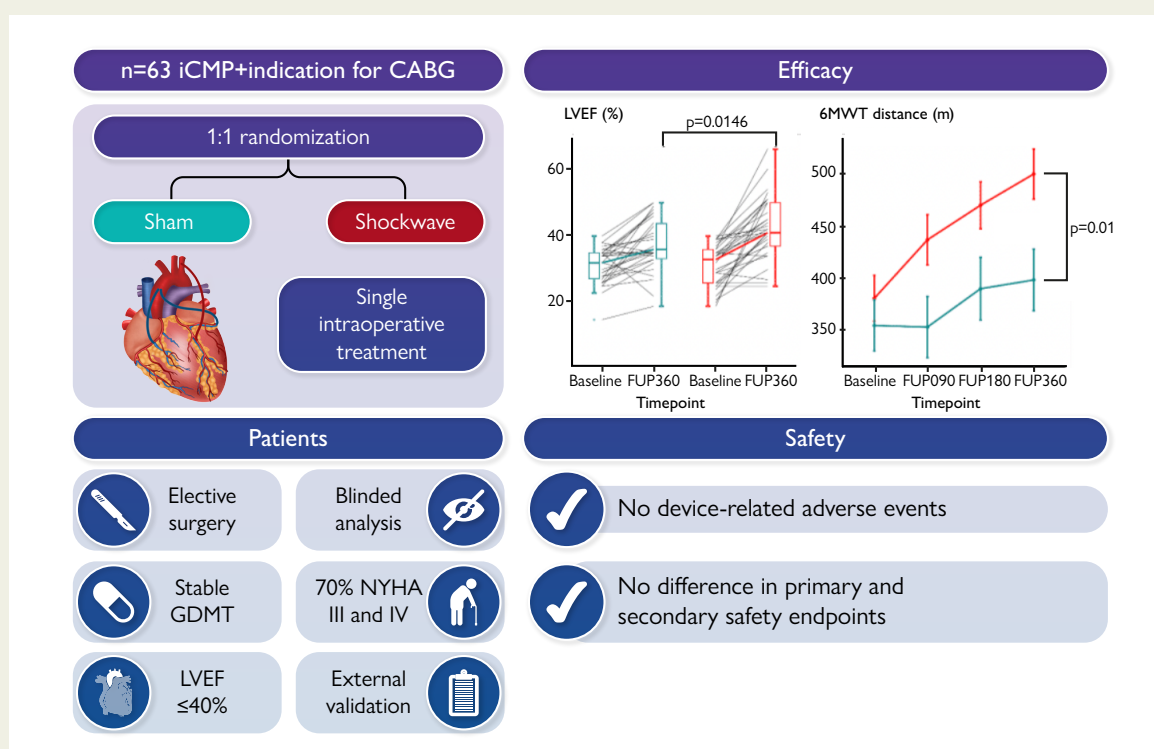 n=63 iCMP+indication for CABG
1:1 randomization
Sham
Shockwave
Single
intraoperative
treatment
Efficacy
LVEF (%)
p=0.0146
60
40
20
Baseline FUP360 Baseline FUP360
Timepoint
6MWT distance (m)
500
450
400
350
p=0.01
Baseline FUP090 FUP180 FUP360
Timepoint
Patients
Elective
surgery
Blinded
analysis
Stable
GDMT
70% NYHA
III and IV
LVEF
≤40%
External
validation
Safety
No device-related adverse events
No difference in primary and
secondary safety endpoints